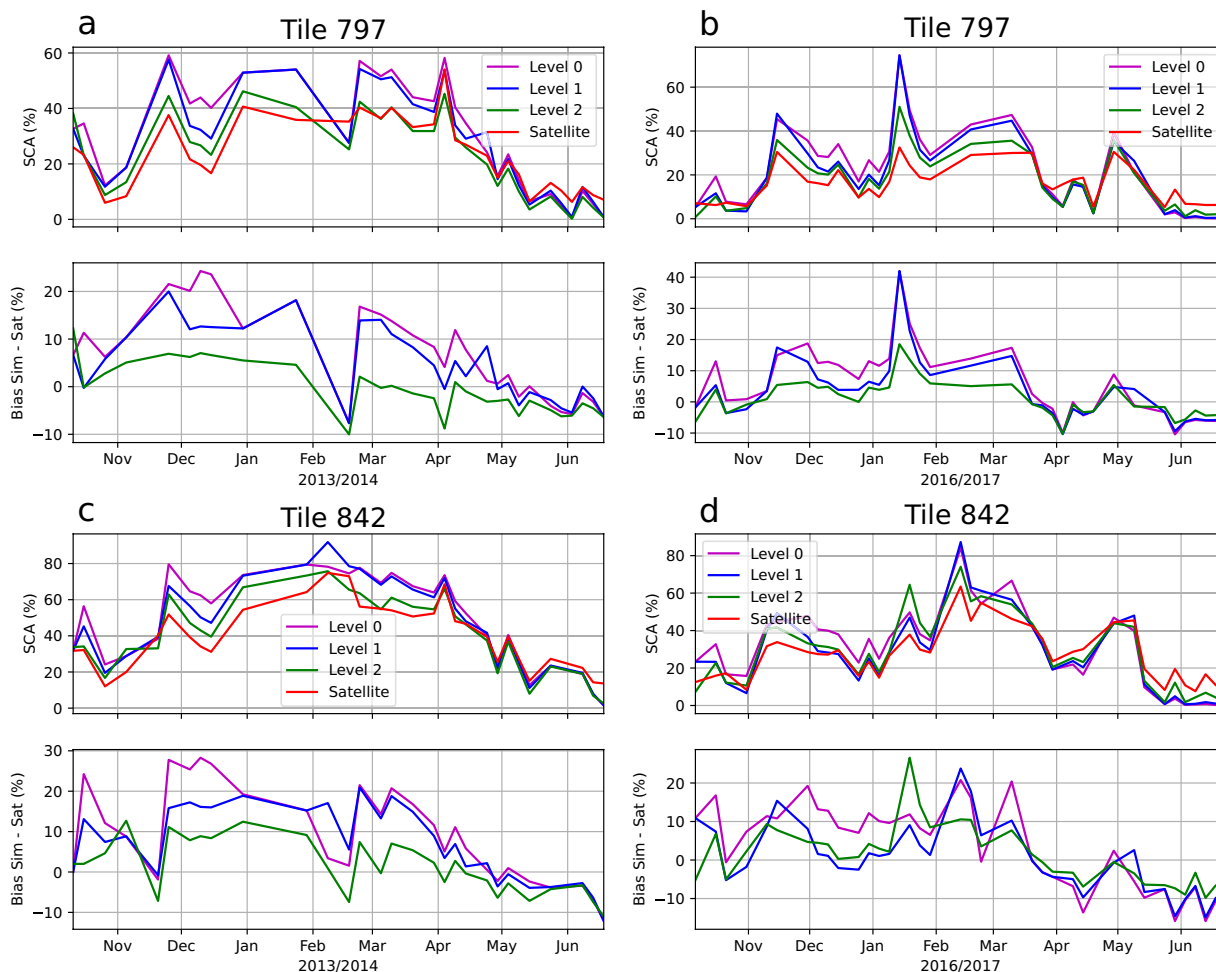 a
Tile 797
60
40
20
0
SCA (%)
Level 0
Level 1
Level 2
Satellite
20
10
0
−10
Bias Sim - Sat (%)
Nov Dec Jan Feb Mar Apr May Jun
2013/2014
b
Tile 797
60
40
20
0
SCA (%)
Level 0
Level 1
Level 2
Satellite
40
30
20
10
0
−10
Bias Sim - Sat (%)
Nov Dec Jan Feb Mar Apr May Jun
2016/2017
c
Tile 842
80
60
40
20
0
SCA (%)
Level 0
Level 1
Level 2
Satellite
30
20
10
0
−10
Bias Sim - Sat (%)
Nov Dec Jan Feb Mar Apr May Jun
2013/2014
d
Tile 842
80
60
40
20
0
SCA (%)
Level 0
Level 1
Level 2
Satellite
20
10
0
−10
Bias Sim - Sat (%)
Nov Dec Jan Feb Mar Apr May Jun
2016/2017